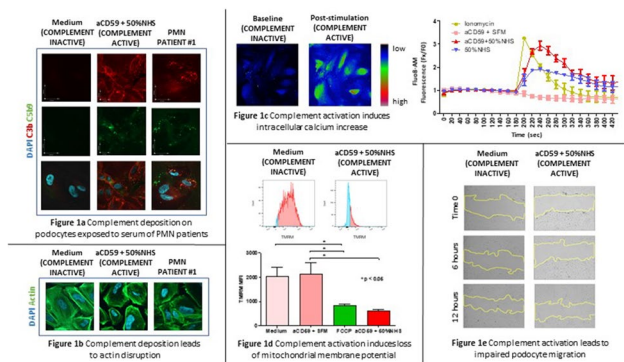 Medium
(COMPLEMENT
INACTIVE)
aCD59 + 50%NHS
(COMPLEMENT
ACTIVE)
PMN
PATIENT #1
DAPI C3b C5b9
Figure 1a Complement deposition on
podocytes exposed to serum of PMN patients
Medium
(COMPLEMENT
INACTIVE)
aCD59 + 50%NHS
(COMPLEMENT
ACTIVE)
PMN
PATIENT #1
DAPI Actin
Figure 1b Complement deposition leads
to actin disruption
Baseline
(COMPLEMENT
INACTIVE)
Post-stimulation
(COMPLEMENT
ACTIVE)
low
high
Figure 1c Complement activation induces
intracellular calcium increase
Fluo8-AM
Fluorescence (Fx/F0)
Ionomycin
aCD59 + SFM
aCD59+50%NHS
50%NHS
Time (sec)
Medium
(COMPLEMENT
INACTIVE)
aCD59 + 50%NHS
(COMPLEMENT
ACTIVE)
TMRM
TMRM
TMRM MFI
3000
2000
1000
0
* p < 0.05
Medium
aCD59 + SFM
FCCP
aCD59 + 50%NHS
Figure 1d Complement activation induces loss
of mitochondrial membrane potential
Medium
(COMPLEMENT
INACTIVE)
aCD59 + 50%NHS
(COMPLEMENT
ACTIVE)
Time 0
6 hours
12 hours
Figure 1e Complement activation leads to
impaired podocyte migration